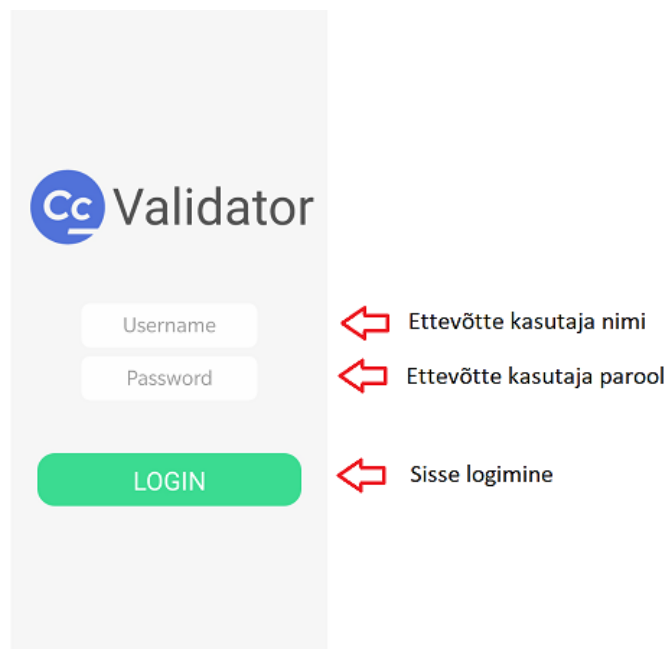 Cc Validator
Username
Ettevõtte kasutaja nimi
Password
Ettevõtte kasutaja parool
LOGIN
Sisse logimine